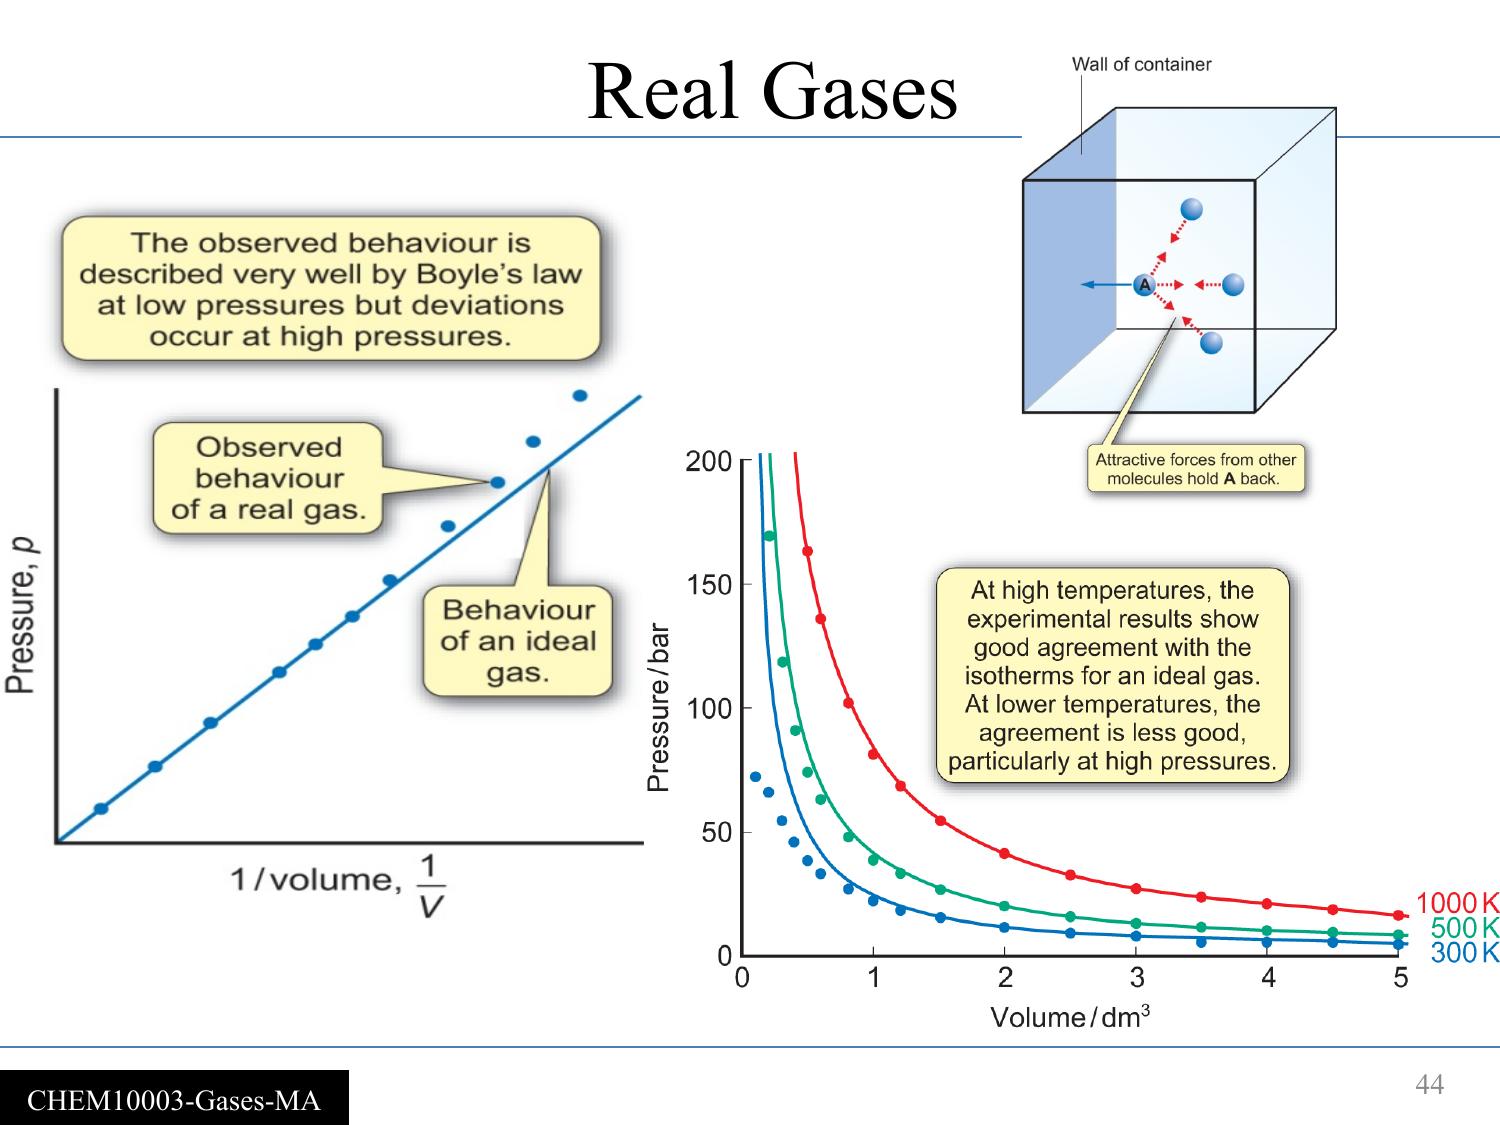 Real Gases
Wall of container
The observed behaviour is
described very well by Boyle's law
at low pressures but deviations
occur at high pressures.
A
Attractive forces from other
molecules hold A back.
Observed
behaviour
of a real gas.
Behaviour
of an ideal
gas.
Pressure, p
1/volume, 1/V
200
150
100
50
0
Pressure/bar
At high temperatures, the
experimental results show
good agreement with the
isotherms for an ideal gas.
At lower temperatures, the
agreement is less good,
particularly at high pressures.
1000 K
500 K
300 K
0 1 2 3 4 5
Volume/dm³
CHEM10003-Gases-MA
44